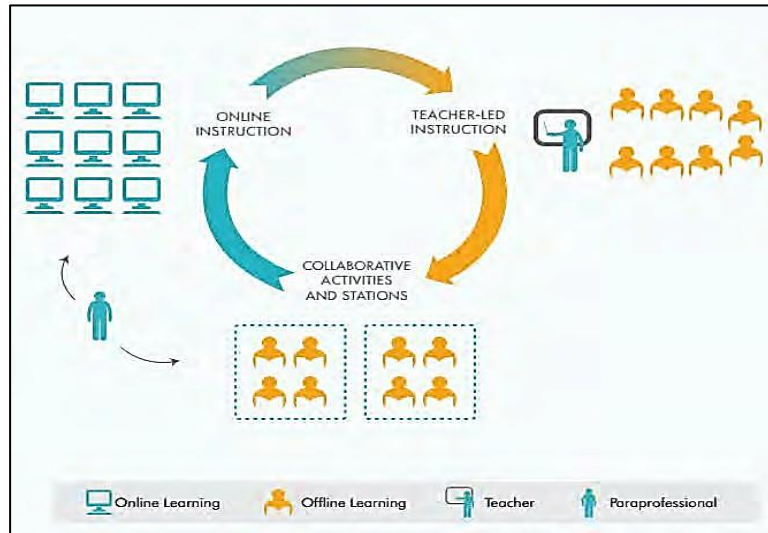 ONLINE
INSTRUCTION
TEACHER-LED
INSTRUCTION
COLLABORATIVE
ACTIVITIES
AND STATIONS
Online Learning
Offline Learning
Teacher
Paraprofessional